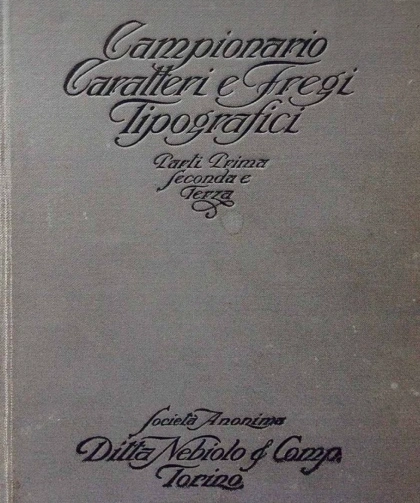 Campionario
Caratteri e Fregi
Tipografici
Parti Prima
Seconda e
Terza
Società Anonima
Ditta Nebiolo & Comp.
Torino